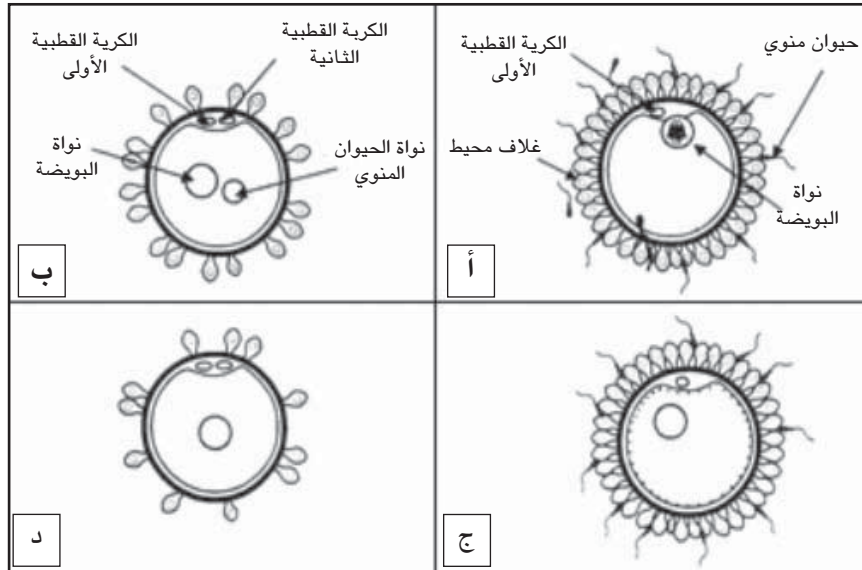 حيوان منوي
الكرية القطبية
الأولى
غلاف محيط
نواة
البويضة
أ
الكرية القطبية
الثانية
الكرية القطبية
الأولى
نواة
البويضة
نواة الحيوان
المنوي
ب
ج
د